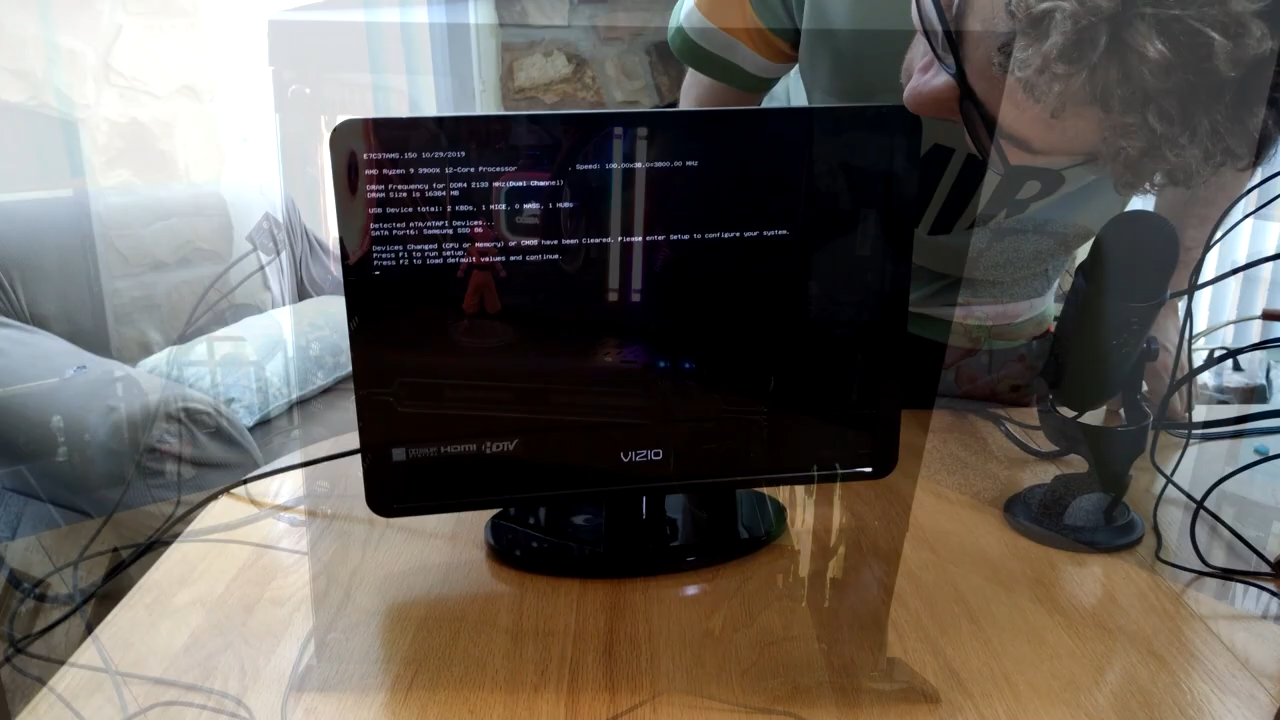 E7C37AMS.150 10/29/2019
AMD Ryzen 9 3900X 12-Core Processor , Speed: 100.00x38.0=3800.00 MHz
DRAM Frequency for DDR4 2133 MHz(Dual Channel)
DRAM Size is 16384 MB
USB Device total: 2 KBDs, 1 MICE, 0 MASS, 1 HUBs
Detected ATA/ATAPI Devices...
SATA Port6: Samsung SSD 86
Devices Changed (CPU or Memory) or CMOS have been Cleared, Please enter Setup to configure your system.
Press F1 to run setup.
Press F2 to load default values and continue.
HDMI HDTV
VIZIO